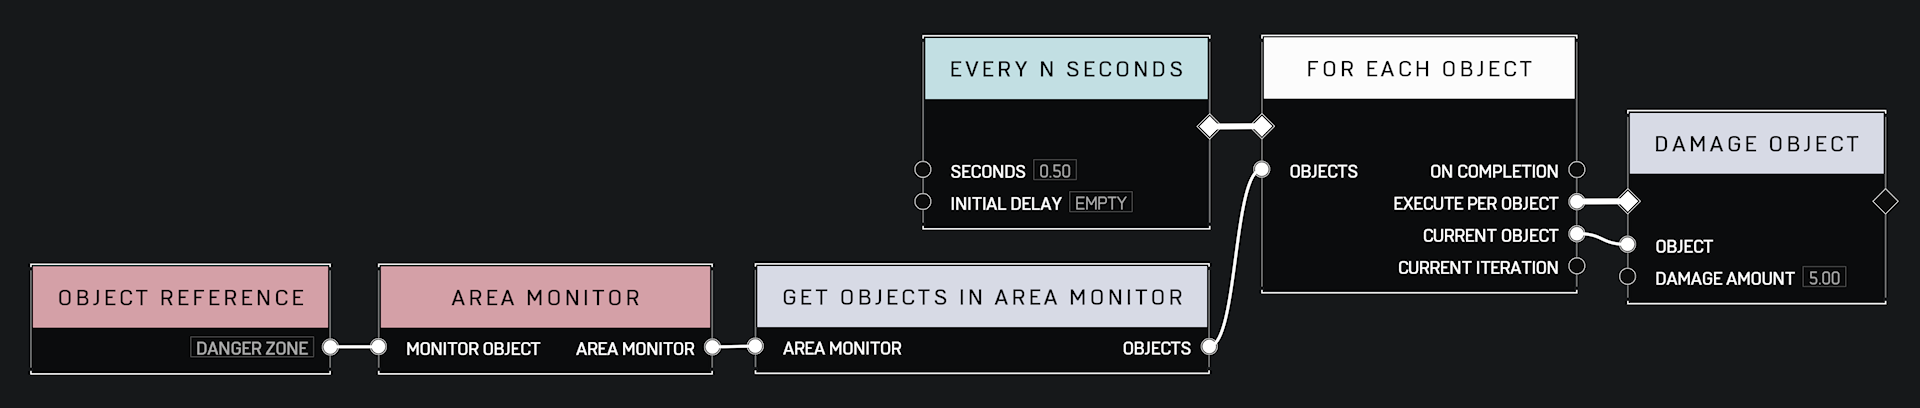 EVERY N SECONDS
SECONDS 0.50
INITIAL DELAY EMPTY
FOR EACH OBJECT
OBJECTS
ON COMPLETION
EXECUTE PER OBJECT
CURRENT OBJECT
CURRENT ITERATION
DAMAGE OBJECT
OBJECT
DAMAGE AMOUNT 5.00
OBJECT REFERENCE
DANGER ZONE
AREA MONITOR
MONITOR OBJECT AREA MONITOR
GET OBJECTS IN AREA MONITOR
AREA MONITOR OBJECTS